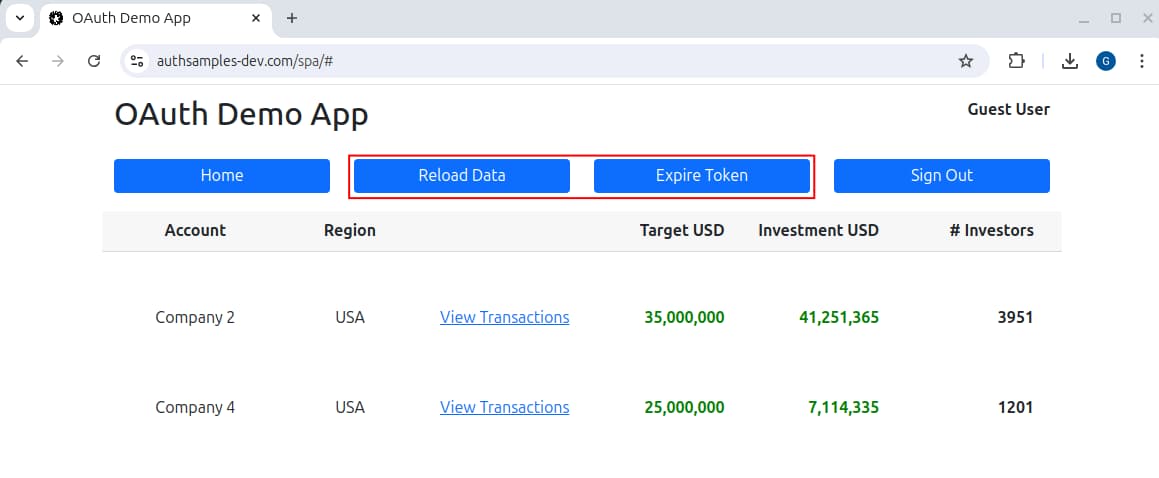 OAuth Demo App
authsamples-dev.com/spa/#
G
OAuth Demo App
Guest User
Home Reload Data Expire Token Sign Out
Account Region Target USD Investment USD # Investors
Company 2 USA View Transactions 35,000,000 41,251,365 3951
Company 4 USA View Transactions 25,000,000 7,114,335 1201